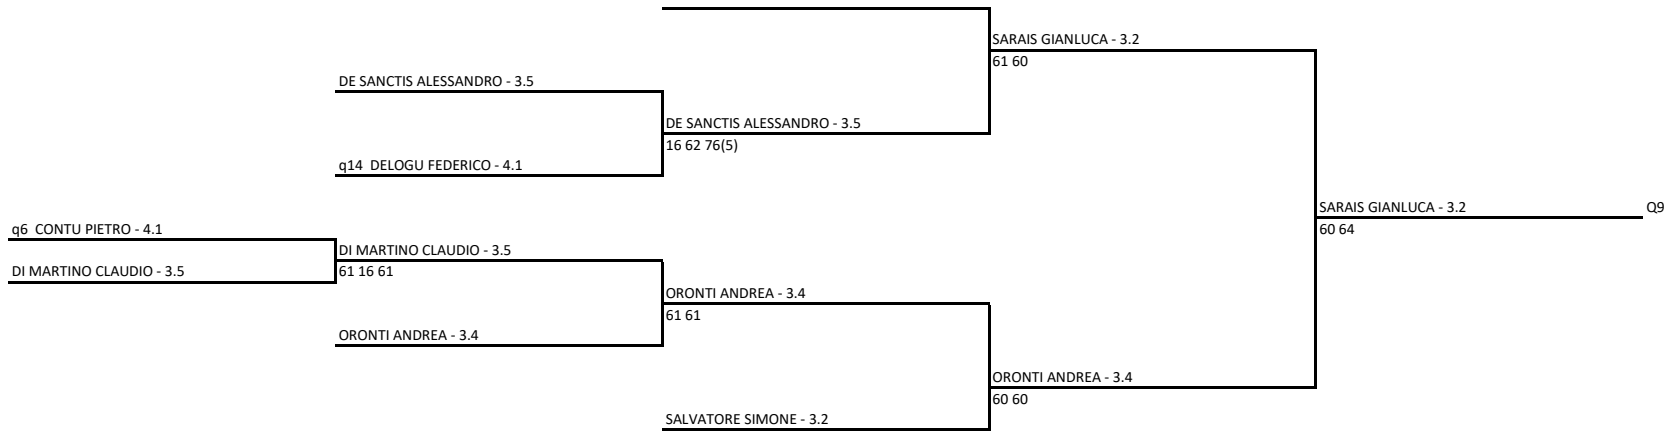 SARAIS GIANLUCA - 3.2
61 60
DE SANCTIS ALESSANDRO - 3.5
DE SANCTIS ALESSANDRO - 3.5
16 62 76(5)
q14 DELOGU FEDERICO - 4.1
SARAIS GIANLUCA - 3.2
Q9
60 64
q6 CONTU PIETRO - 4.1
DI MARTINO CLAUDIO - 3.5
DI MARTINO CLAUDIO - 3.5
61 16 61
ORONTI ANDREA - 3.4
61 61
ORONTI ANDREA - 3.4
ORONTI ANDREA - 3.4
60 60
SALVATORE SIMONE - 3.2